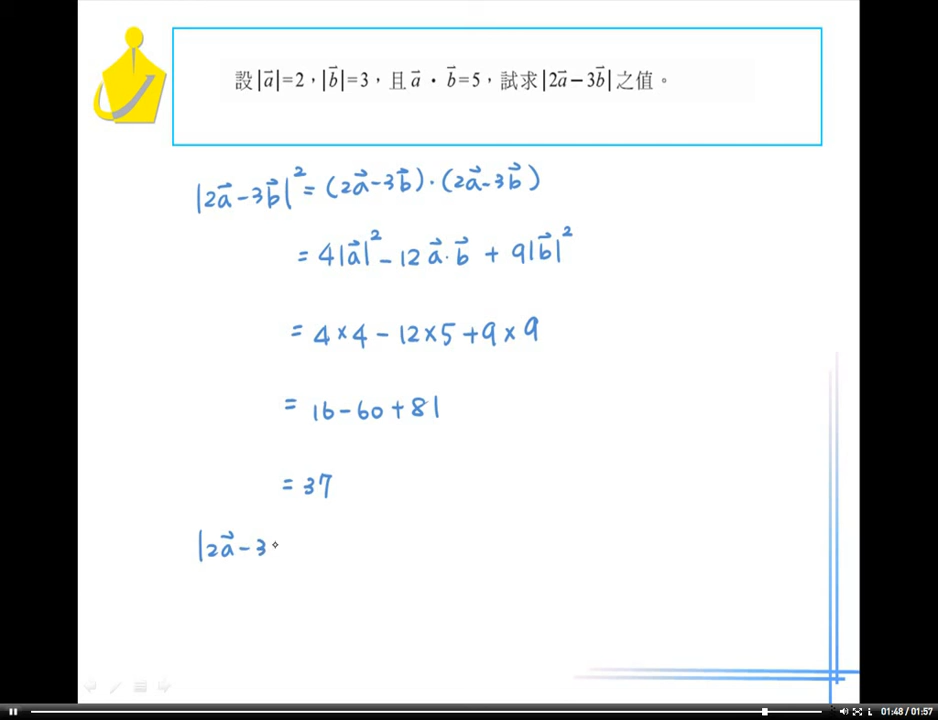 設|a⃗|=2，|b⃗|=3，且a⃗・b⃗=5，試求|2a⃗−3b⃗|之值。
|2a⃗-3b⃗|²=(2a⃗-3b⃗)·(2a⃗-3b⃗)
=4|a⃗|²-12a⃗·b⃗+9|b⃗|²
=4×4-12×5+9×9
=16-60+81
=37
|2a⃗-3
01:48/01:57